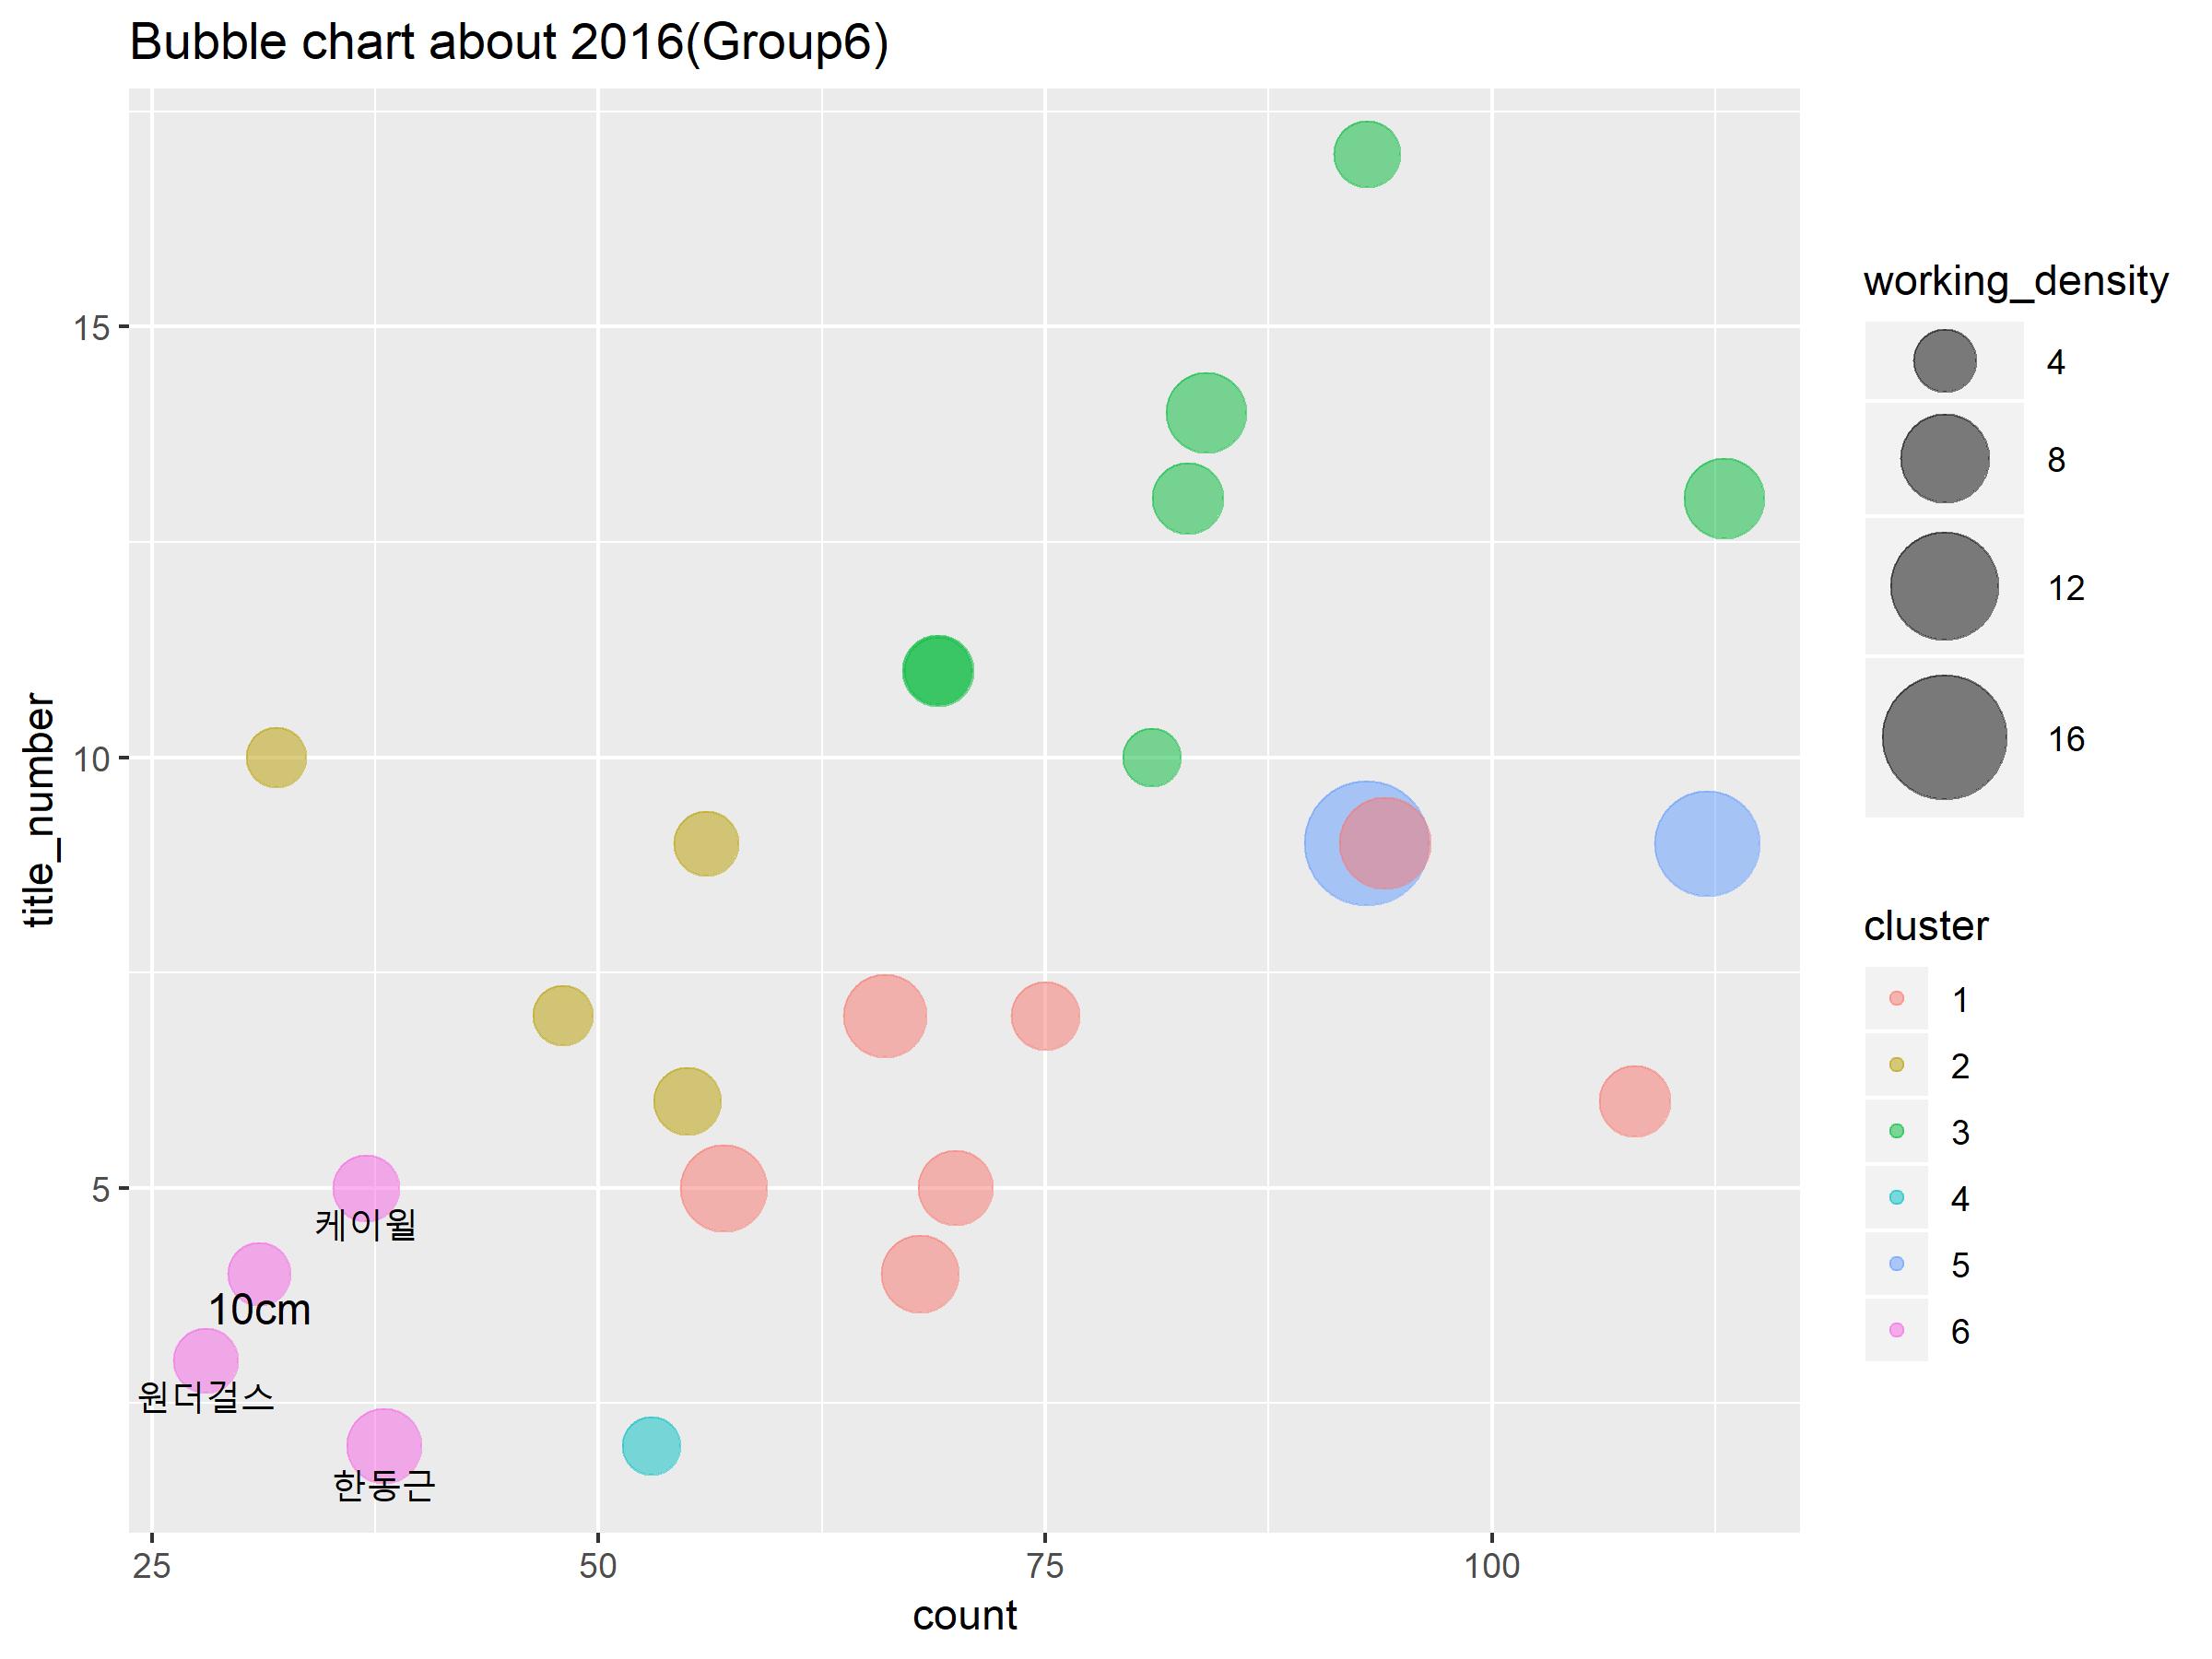 Bubble chart about 2016(Group6)
title_number
15
10
5
케이윌
10cm
원더걸스
한동근
25
50
75
100
count
working_density
4
8
12
16
cluster
1
2
3
4
5
6